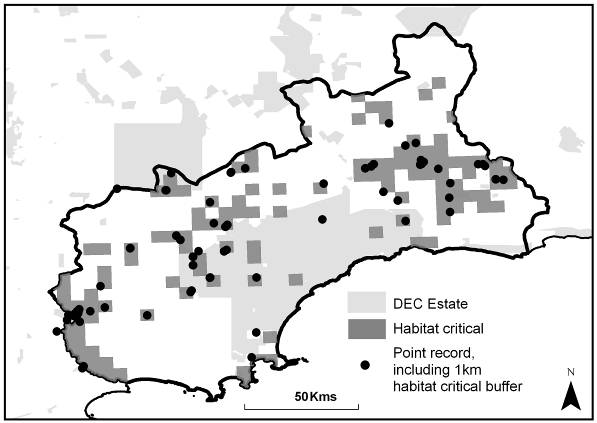 DEC Estate
Habitat critical
Point record,
including 1km
habitat critical buffer
50Kms
N